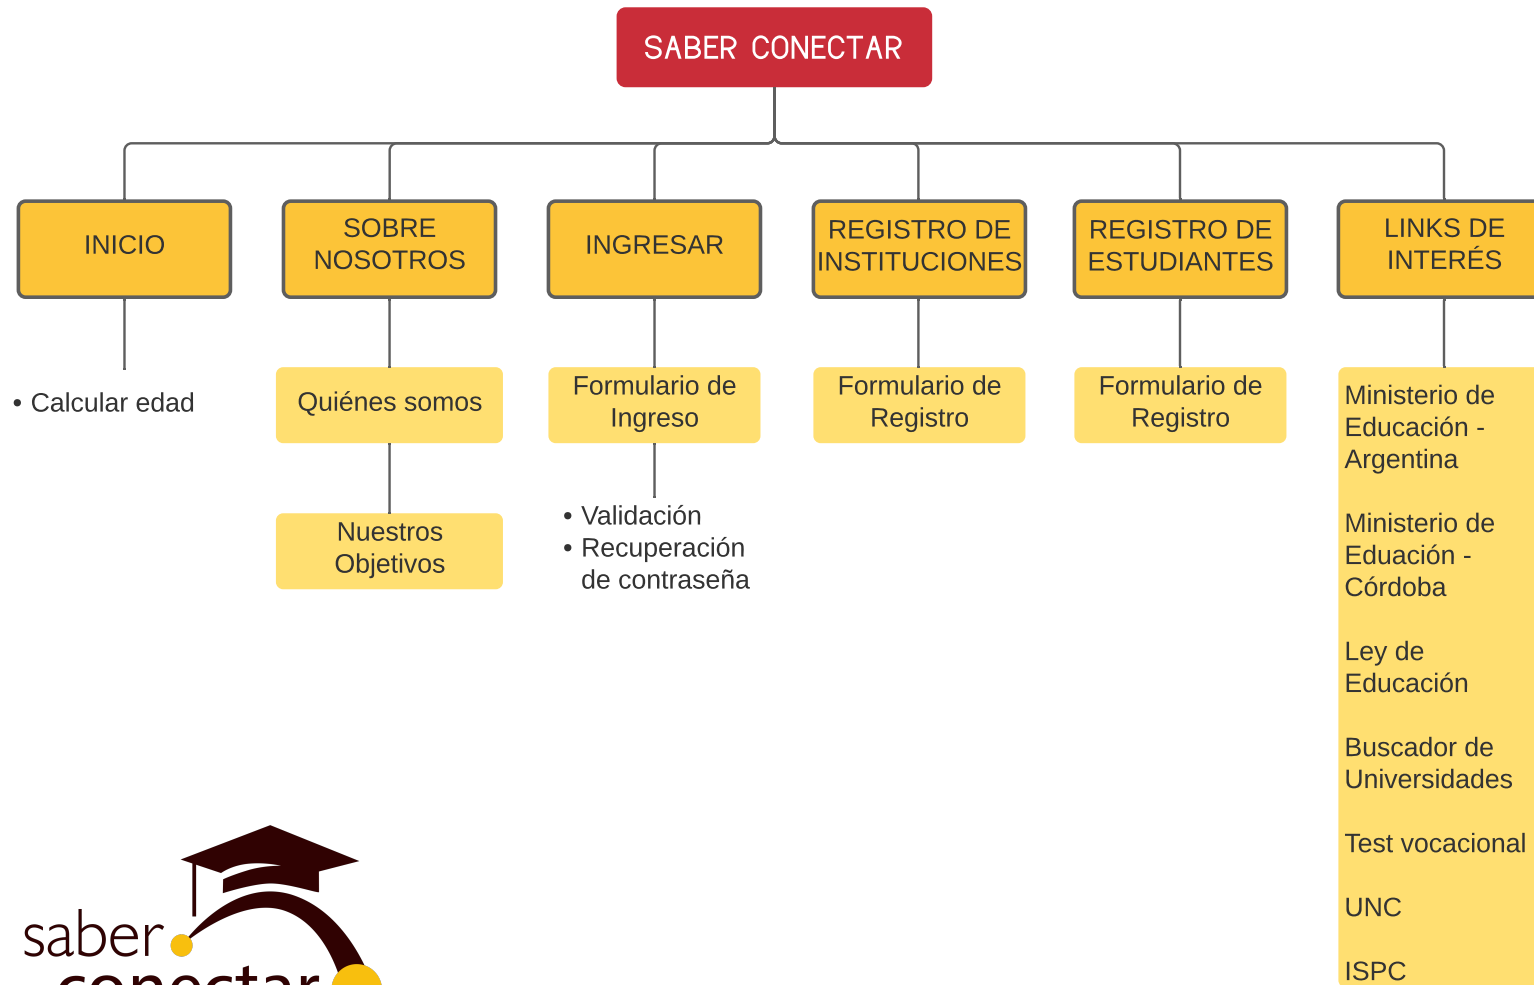 SABER CONECTAR
INICIO
SOBRE
NOSOTROS
INGRESAR
REGISTRO DE
INSTITUCIONES
REGISTRO DE
ESTUDIANTES
LINKS DE
INTERÉS
• Calcular edad
Quiénes somos
Nuestros
Objetivos
Formulario de
Ingreso
• Validación
• Recuperación
de contraseña
Formulario de
Registro
Formulario de
Registro
Ministerio de
Educación -
Argentina
Ministerio de
Eduación -
Córdoba
Ley de
Educación
Buscador de
Universidades
Test vocacional
UNC
ISPC
saber
conectar